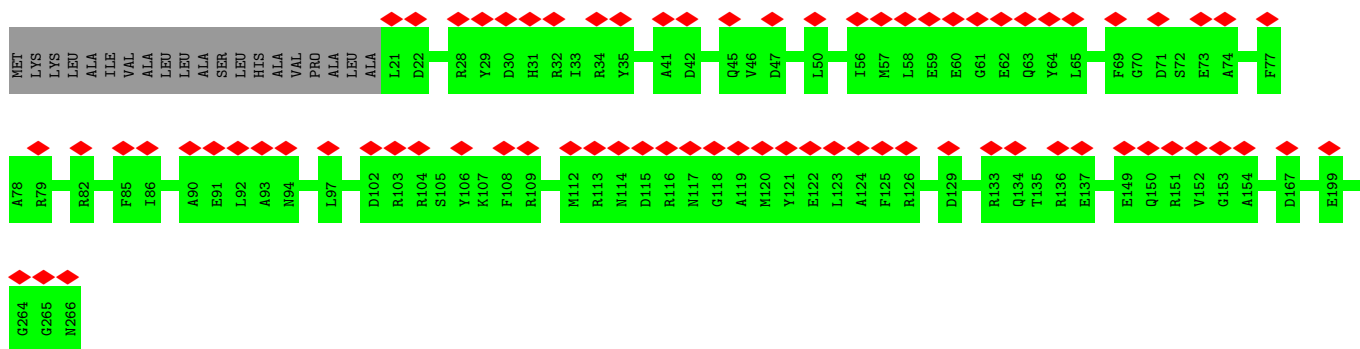 MET LYS LYS LEU ALA ILE VAL ALA LEU LEU ALA SER LEU HIS ALA VAL PRO ALA LEU ALA L21 D22 R28 Y29 D30 H31 R32 I33 R34 Y35 A41 D42 Q45 V46 D47 L50 I56 M57 L58 E59 E60 G61 E62 Q63 Y64 L65 F69 G70 D71 S72 E73 A74 F77
A78 R79 R82 F85 I86 A90 E91 L92 A93 N94 L97 D102 R103 R104 S105 Y106 K107 F108 R109 M112 R113 N114 D115 R116 N117 G118 A119 M120 Y121 E122 L123 A124 F125 R126 D129 R133 Q134 T135 R136 E137 E149 Q150 R151 V152 G153 A154 D167 E199
G264 G265 N266